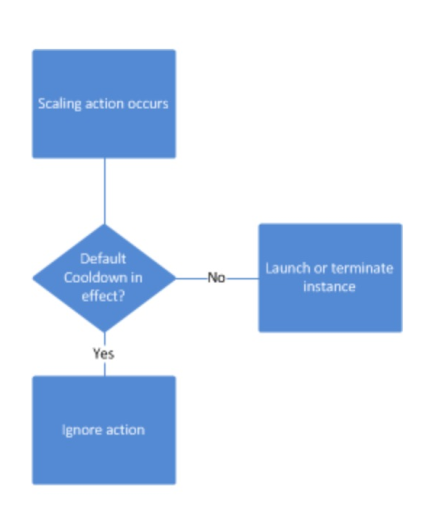 Scaling action occurs
Default
Cooldown in
effect?
No
Launch or terminate
instance
Yes
Ignore action